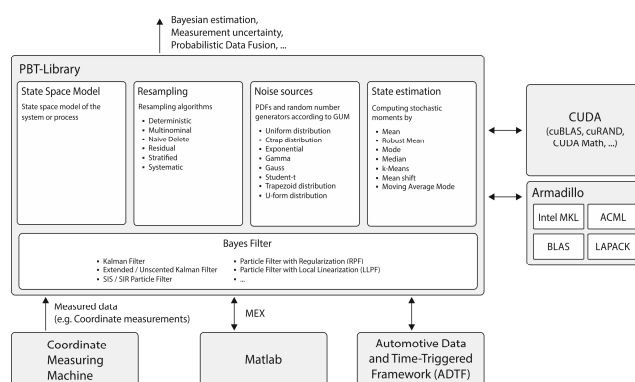 Bayesian estimation,
Measurement uncertainty,
Probabilistic Data Fusion, ...
PBT-Library
State Space Model
State space model of the
system or process
Resampling
Resampling algorithms
• Deterministic
• Multinominal
• Naive Delete
• Residual
• Stratified
• Systematic
Noise sources
PDFs and random number
generators according to GUM
• Uniform distribution
• Ctrap distribution
• Exponential
• Gamma
• Gauss
• Student-t
• Trapezoid distribution
• U-form distribution
State estimation
Computing stochastic
moments by
• Mean
• Robust Mean
• Mode
• Median
• k-Means
• Mean shift
• Moving Average Mode
CUDA
(cuBLAS, cuRAND,
CUDA Math, ...)
Armadillo
Intel MKL
ACML
BLAS
LAPACK
Bayes Filter
• Kalman Filter
• Extended / Unscented Kalman Filter
• SIS / SIR Particle Filter
• Particle Filter with Regularization (RPF)
• Particle Filter with Local Linearization (LLPF)
• ...
Measured data
(e.g. Coordinate measurements)
MEX
Coordinate
Measuring
Machine
Matlab
Automotive Data
and Time-Triggered
Framework (ADTF)